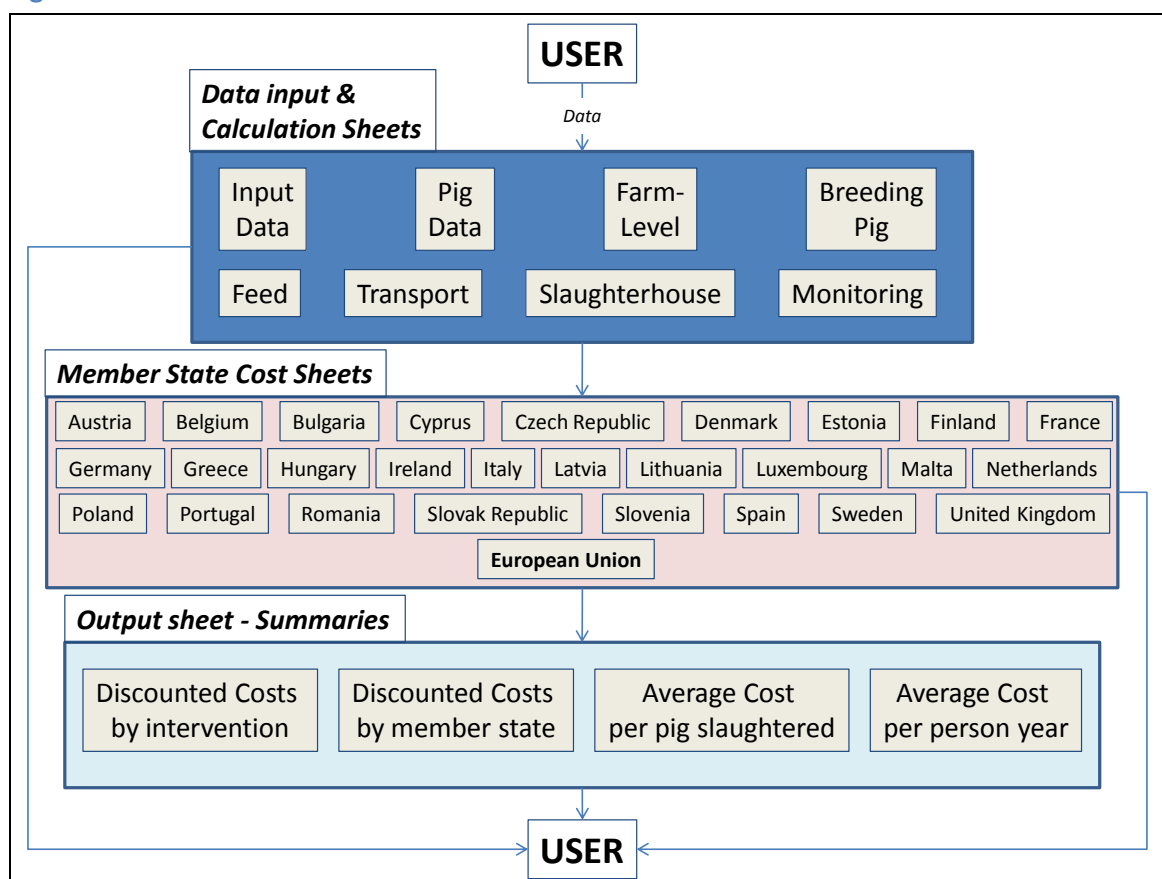 USER
Data input &
Calculation Sheets
Data
Input
Data
Pig
Data
Farm-
Level
Breeding
Pig
Feed
Transport
Slaughterhouse
Monitoring
Member State Cost Sheets
Austria
Belgium
Bulgaria
Cyprus
Czech Republic
Denmark
Estonia
Finland
France
Germany
Greece
Hungary
Ireland
Italy
Latvia
Lithuania
Luxembourg
Malta
Netherlands
Poland
Portugal
Romania
Slovak Republic
Slovenia
Spain
Sweden
United Kingdom
European Union
Output sheet - Summaries
Discounted Costs
by intervention
Discounted Costs
by member state
Average Cost
per pig slaughtered
Average Cost
per person year
USER